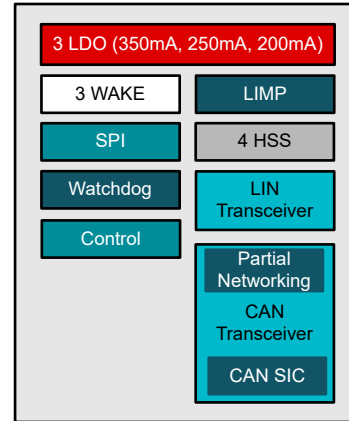 3 LDO (350mA, 250mA, 200mA)
3 WAKE
LIMP
SPI
4 HSS
Watchdog
LIN
Transceiver
Control
Partial
Networking
CAN
Transceiver
CAN SIC